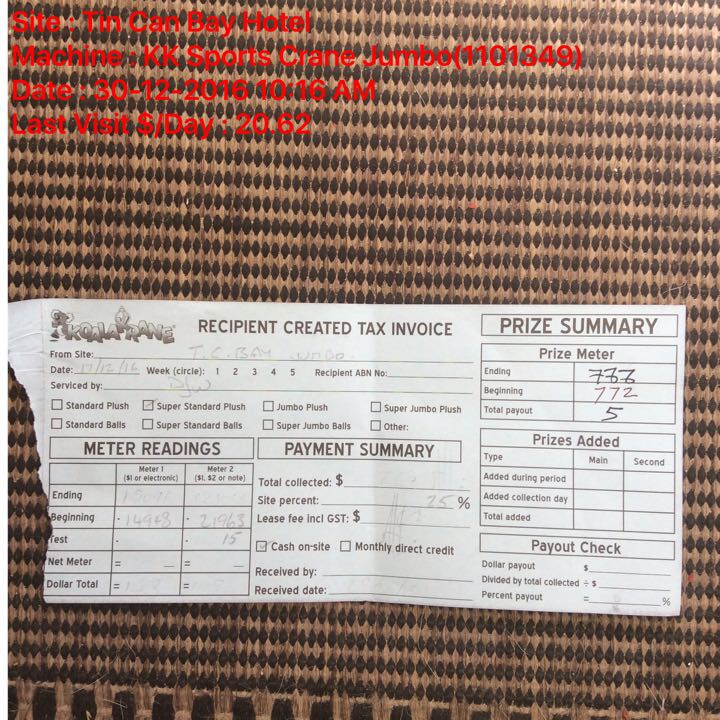 Site : Tin Can Bay Hotel
Machine : KK Sports Crane Jumbo(1101349)
Date : 30-12-2016 10:16 AM
Last Visit $/Day : 20.62
KOALA KRANE RECIPIENT CREATED TAX INVOICE
From Site: T.C. BAY JUMBO.
Date: 17/12/16 Week (circle): 1 2 3 4 5 Recipient ABN No:
Serviced by:
Standard Plush Super Standard Plush Jumbo Plush Super Jumbo Plush
Standard Balls Super Standard Balls Super Jumbo Balls Other:
METER READINGS
Meter 1 ($1 or electronic) Meter 2 ($1, $2 or note)
Ending
Beginning - 14948 - 21963
Test - - 15
Net Meter = =
Dollar Total = =
PAYMENT SUMMARY
Total collected: $
Site percent: 25 %
Lease fee incl GST: $
Cash on-site Monthly direct credit
Received by:
Received date:
PRIZE SUMMARY
Prize Meter
Ending
Beginning 772
Total payout 5
Prizes Added
Type Main Second
Added during period
Added collection day
Total added
Payout Check
Dollar payout $
Divided by total collected ÷ $
Percent payout = %